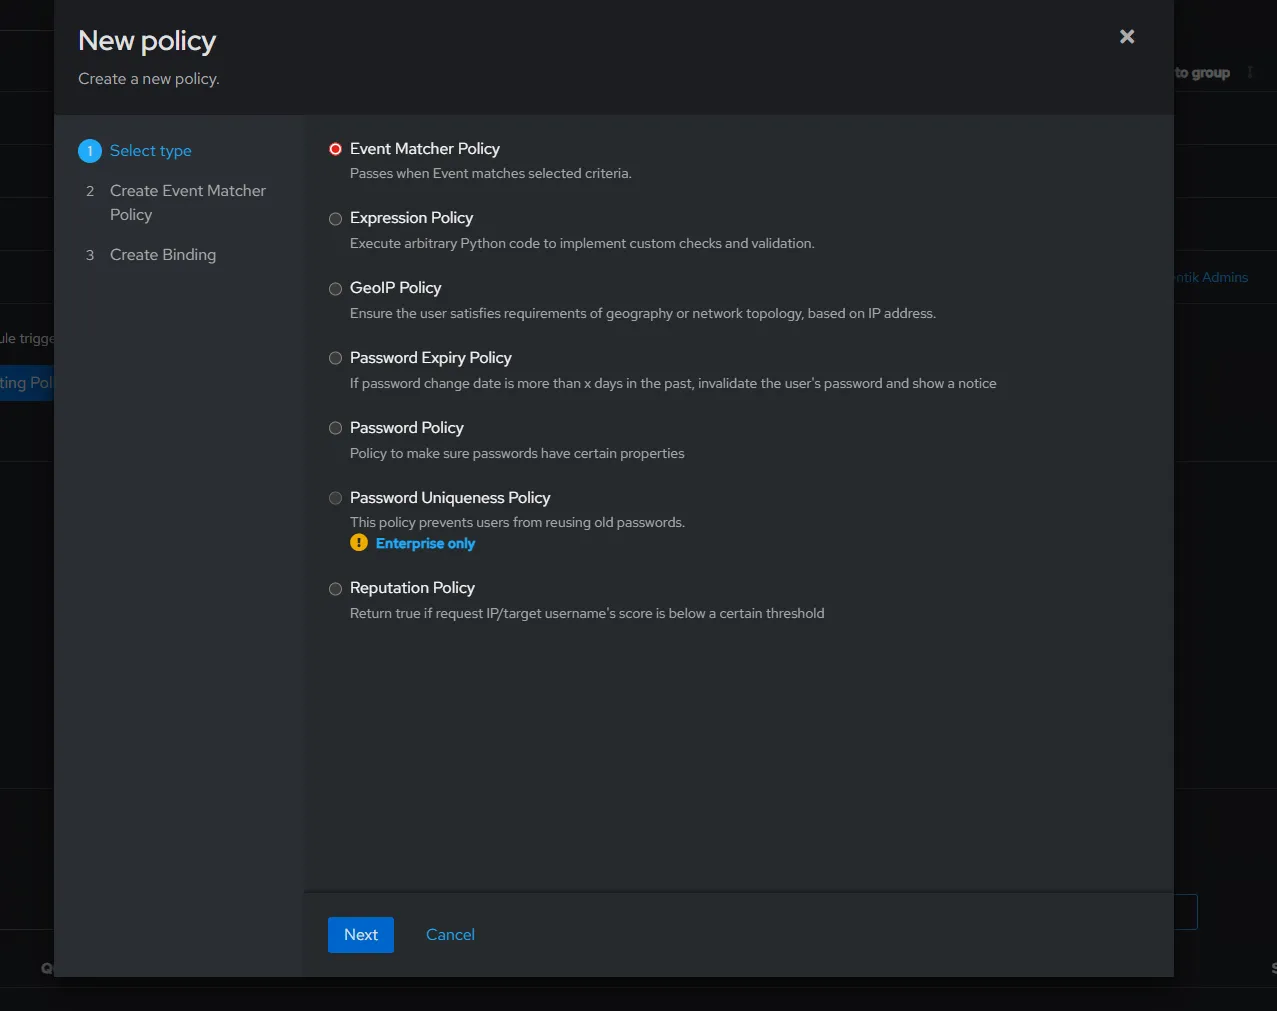 New policy
Create a new policy.
to group
1 Select type
2 Create Event Matcher
Policy
3 Create Binding
Event Matcher Policy
Passes when Event matches selected criteria.
Expression Policy
Execute arbitrary Python code to implement custom checks and validation.
GeoIP Policy
Ensure the user satisfies requirements of geography or network topology, based on IP address.
Password Expiry Policy
If password change date is more than x days in the past, invalidate the user's password and show a notice
Password Policy
Policy to make sure passwords have certain properties
Password Uniqueness Policy
This policy prevents users from reusing old passwords.
Enterprise only
Reputation Policy
Return true if request IP/target username's score is below a certain threshold
Next
Cancel
ntik Admins
ule trigge
ting Pol